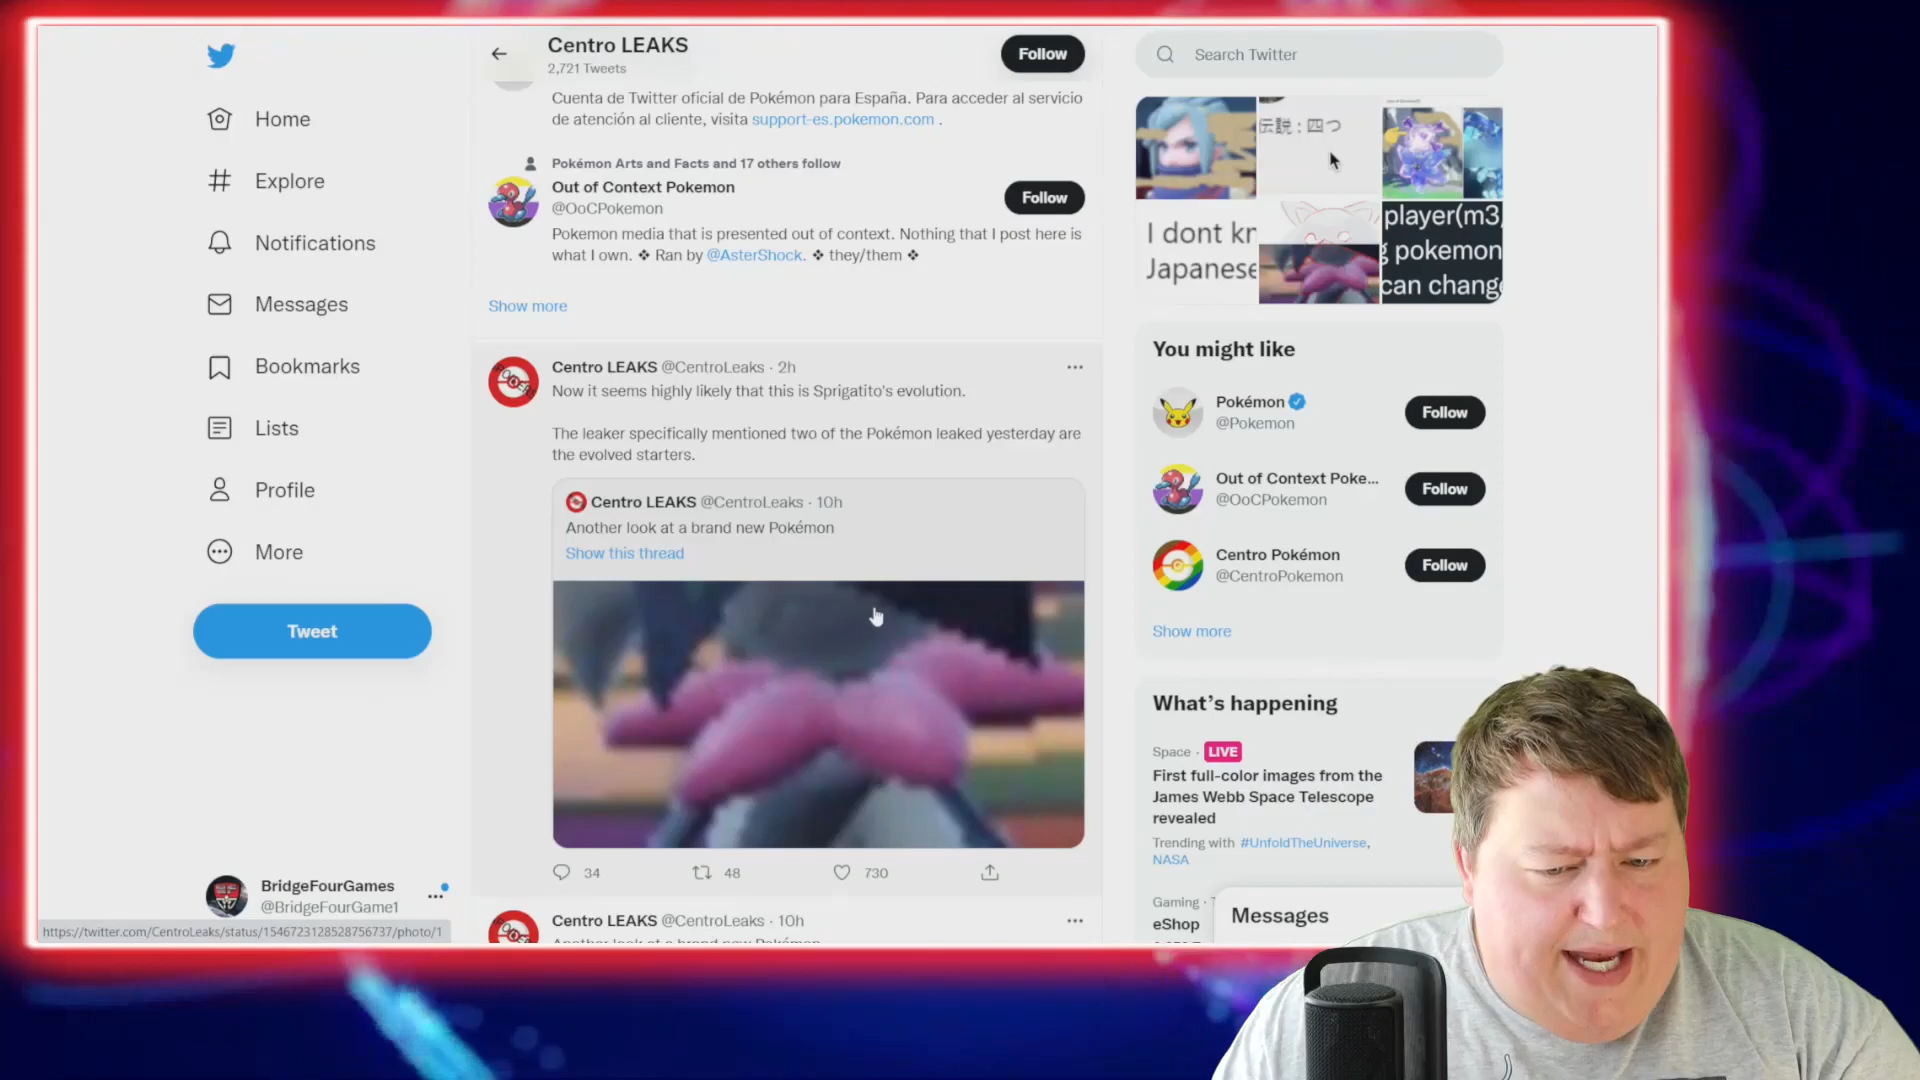 Home
Explore
Notifications
Messages
Bookmarks
Lists
Profile
More
Tweet
BridgeFourGames
@BridgeFourGame1
https://twitter.com/CentroLeaks/status/1546723128528756737/photo/1
Centro LEAKS
2,721 Tweets
Follow
Cuenta de Twitter oficial de Pokémon para España. Para acceder al servicio
de atención al cliente, visita support-es.pokemon.com .
Pokémon Arts and Facts and 17 others follow
Out of Context Pokemon
@OoCPokemon
Follow
Pokemon media that is presented out of context. Nothing that I post here is
what I own. ❖ Ran by @AsterShock. ❖ they/them ❖
Show more
Centro LEAKS @CentroLeaks · 2h
Now it seems highly likely that this is Sprigatito's evolution.
The leaker specifically mentioned two of the Pokémon leaked yesterday are
the evolved starters.
Centro LEAKS @CentroLeaks · 10h
Another look at a brand new Pokémon
Show this thread
34 48 730
Centro LEAKS @CentroLeaks · 10h
Another look at a brand new Pokémon
Search Twitter
伝説：四つ
I dont kn
Japanese
player(m3
pokemon
can change
You might like
Pokémon
@Pokemon
Follow
Out of Context Poke...
@OoCPokemon
Follow
Centro Pokémon
@CentroPokemon
Follow
Show more
What's happening
Space · LIVE
First full-color images from the
James Webb Space Telescope
revealed
Trending with #UnfoldTheUniverse,
NASA
Gaming ·
eShop
Messages